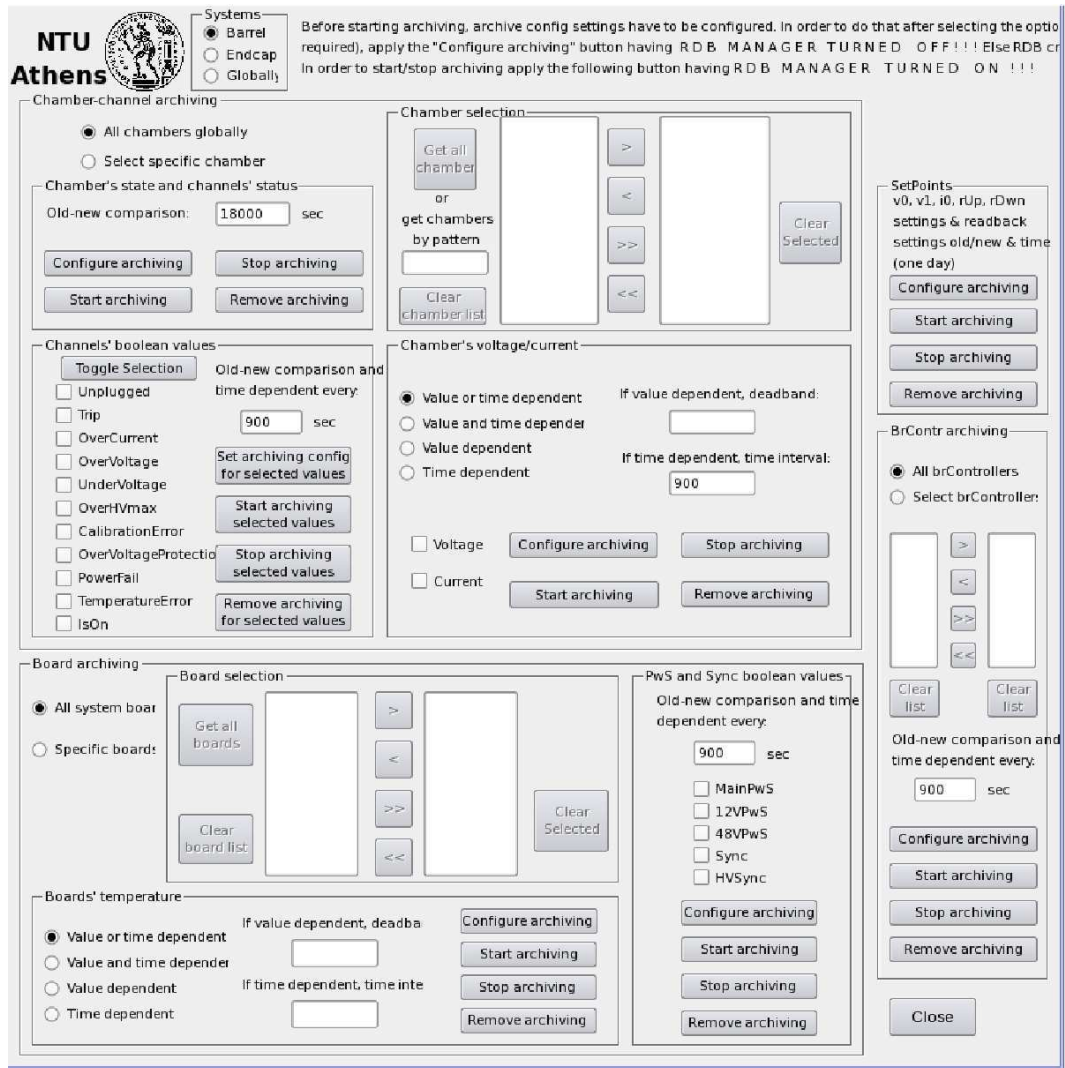 NTU
Athens
Systems
Barrel
Endcap
Globally
Before starting archiving, archive config settings have to be configured. In order to do that after selecting the optio
required), apply the "Configure archiving" button having R D B M A N A G E R T U R N E D O F F ! ! ! Else RDB cr
In order to start/stop archiving apply the following button having R D B M A N A G E R T U R N E D O N ! ! !
Chamber-channel archiving
All chambers globally
Select specific chamber
Chamber's state and channels' status
Old-new comparison:
18000
sec
Configure archiving
Stop archiving
Start archiving
Remove archiving
Chamber selection
Get all
chamber
or
get chambers
by pattern
Clear
chamber list
>
<
>>
<<
Clear
Selected
SetPoints
v0, v1, i0, rUp, rDwn
settings & readback
settings old/new & time
(one day)
Configure archiving
Start archiving
Stop archiving
Remove archiving
Channels' boolean values
Toggle Selection
Unplugged
Trip
OverCurrent
OverVoltage
UnderVoltage
OverHVmax
CalibrationError
OverVoltageProtectio
PowerFail
TemperatureError
IsOn
Old-new comparison and
time dependent every:
900
sec
Set archiving config
for selected values
Start archiving
selected values
Stop archiving
selected values
Remove archiving
for selected values
Chamber's voltage/current
Value or time dependent
Value and time depender
Value dependent
Time dependent
If value dependent, deadband:
If time dependent, time interval:
900
Voltage
Current
Configure archiving
Stop archiving
Start archiving
Remove archiving
BrContr archiving
All brControllers
Select brControllers
>
<
>>
<<
Clear
list
Clear
list
Old-new comparison and
time dependent every:
900
sec
Configure archiving
Start archiving
Stop archiving
Remove archiving
Board archiving
All system boar
Specific boards
Board selection
Get all
boards
Clear
board list
>
<
>>
<<
Clear
Selected
PwS and Sync boolean values
Old-new comparison and time
dependent every:
900
sec
MainPwS
12VPwS
48VPwS
Sync
HVSync
Configure archiving
Start archiving
Stop archiving
Remove archiving
Boards' temperature
Value or time dependent
Value and time depender
Value dependent
Time dependent
If value dependent, deadba
If time dependent, time inte
Configure archiving
Start archiving
Stop archiving
Remove archiving
Close